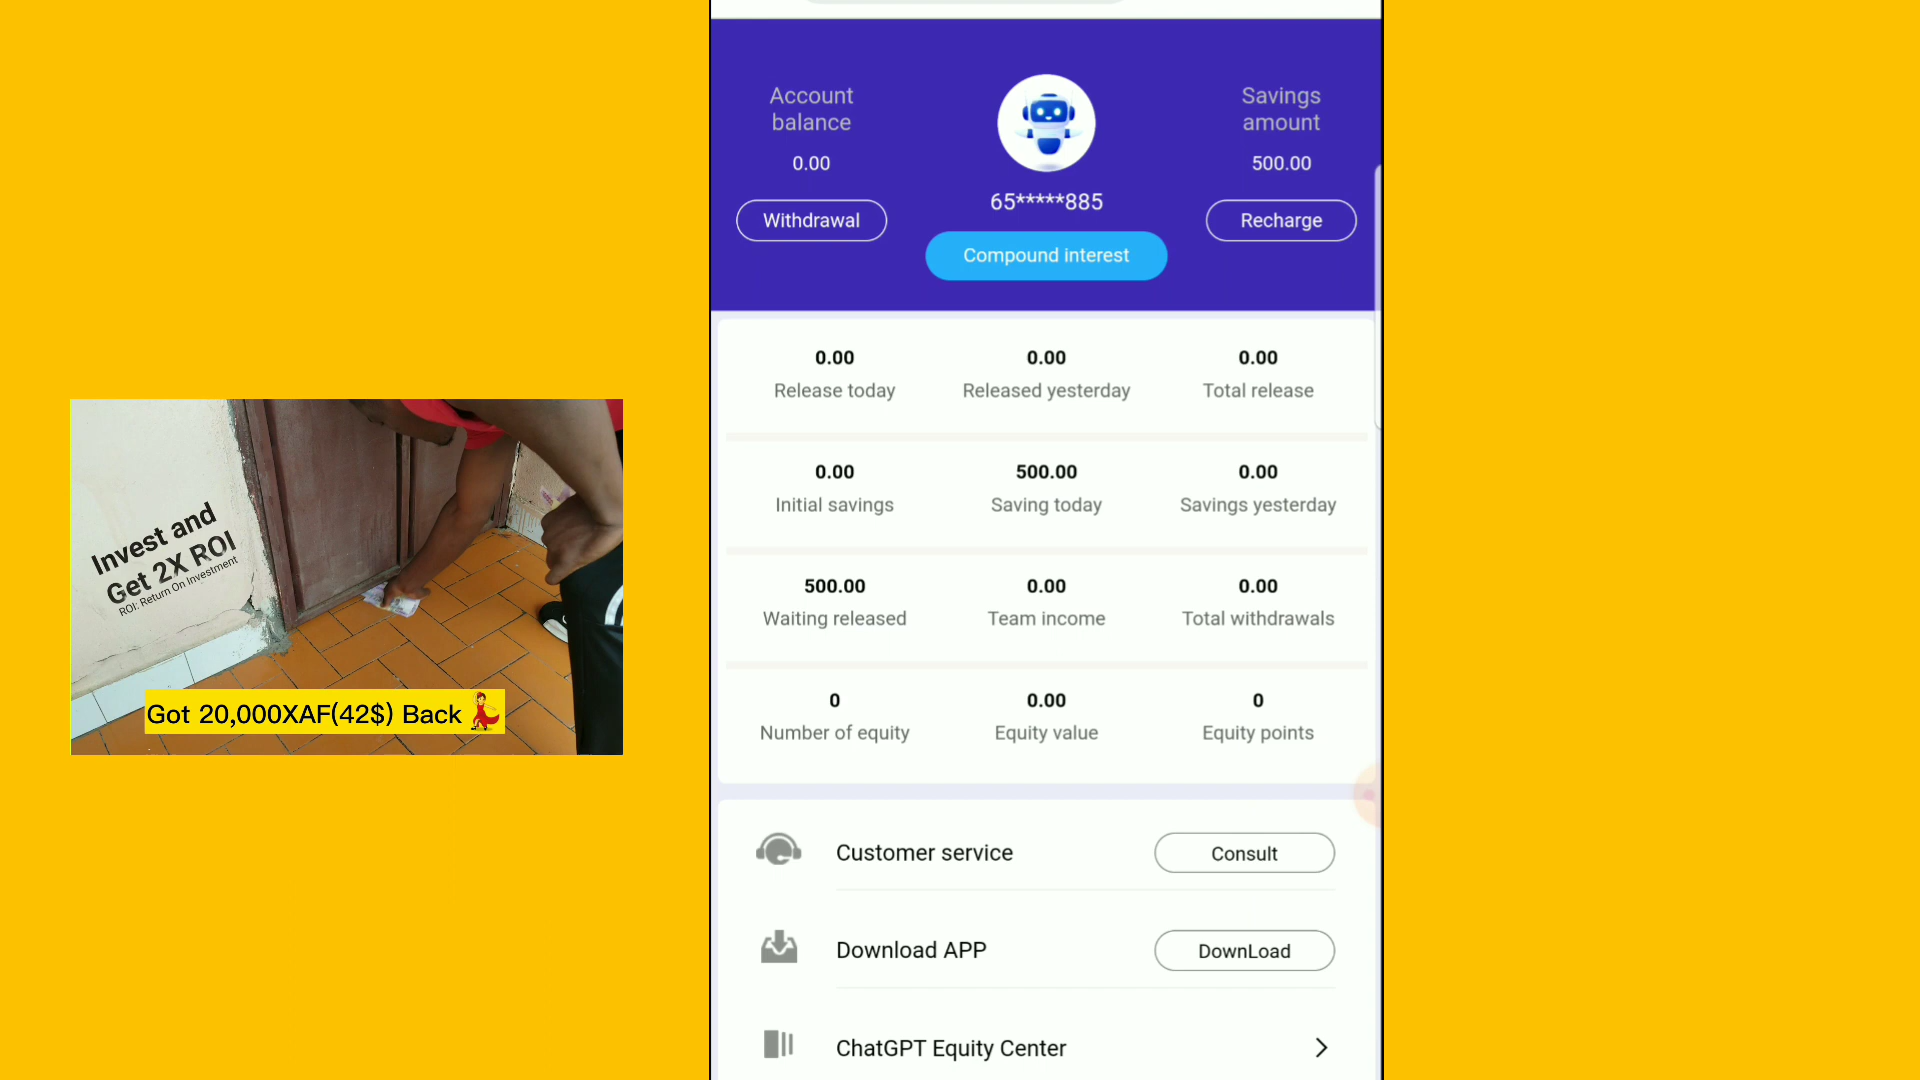 Invest and
Get 2X ROI
ROI: Return On Investment
Got 20,000XAF(42$) Back
Account
balance
0.00
Withdrawal
65*****885
Compound interest
Savings
amount
500.00
Recharge
0.00 0.00 0.00
Release today Released yesterday Total release
0.00 500.00 0.00
Initial savings Saving today Savings yesterday
500.00 0.00 0.00
Waiting released Team income Total withdrawals
0 0.00 0
Number of equity Equity value Equity points
Customer service Consult
Download APP DownLoad
ChatGPT Equity Center